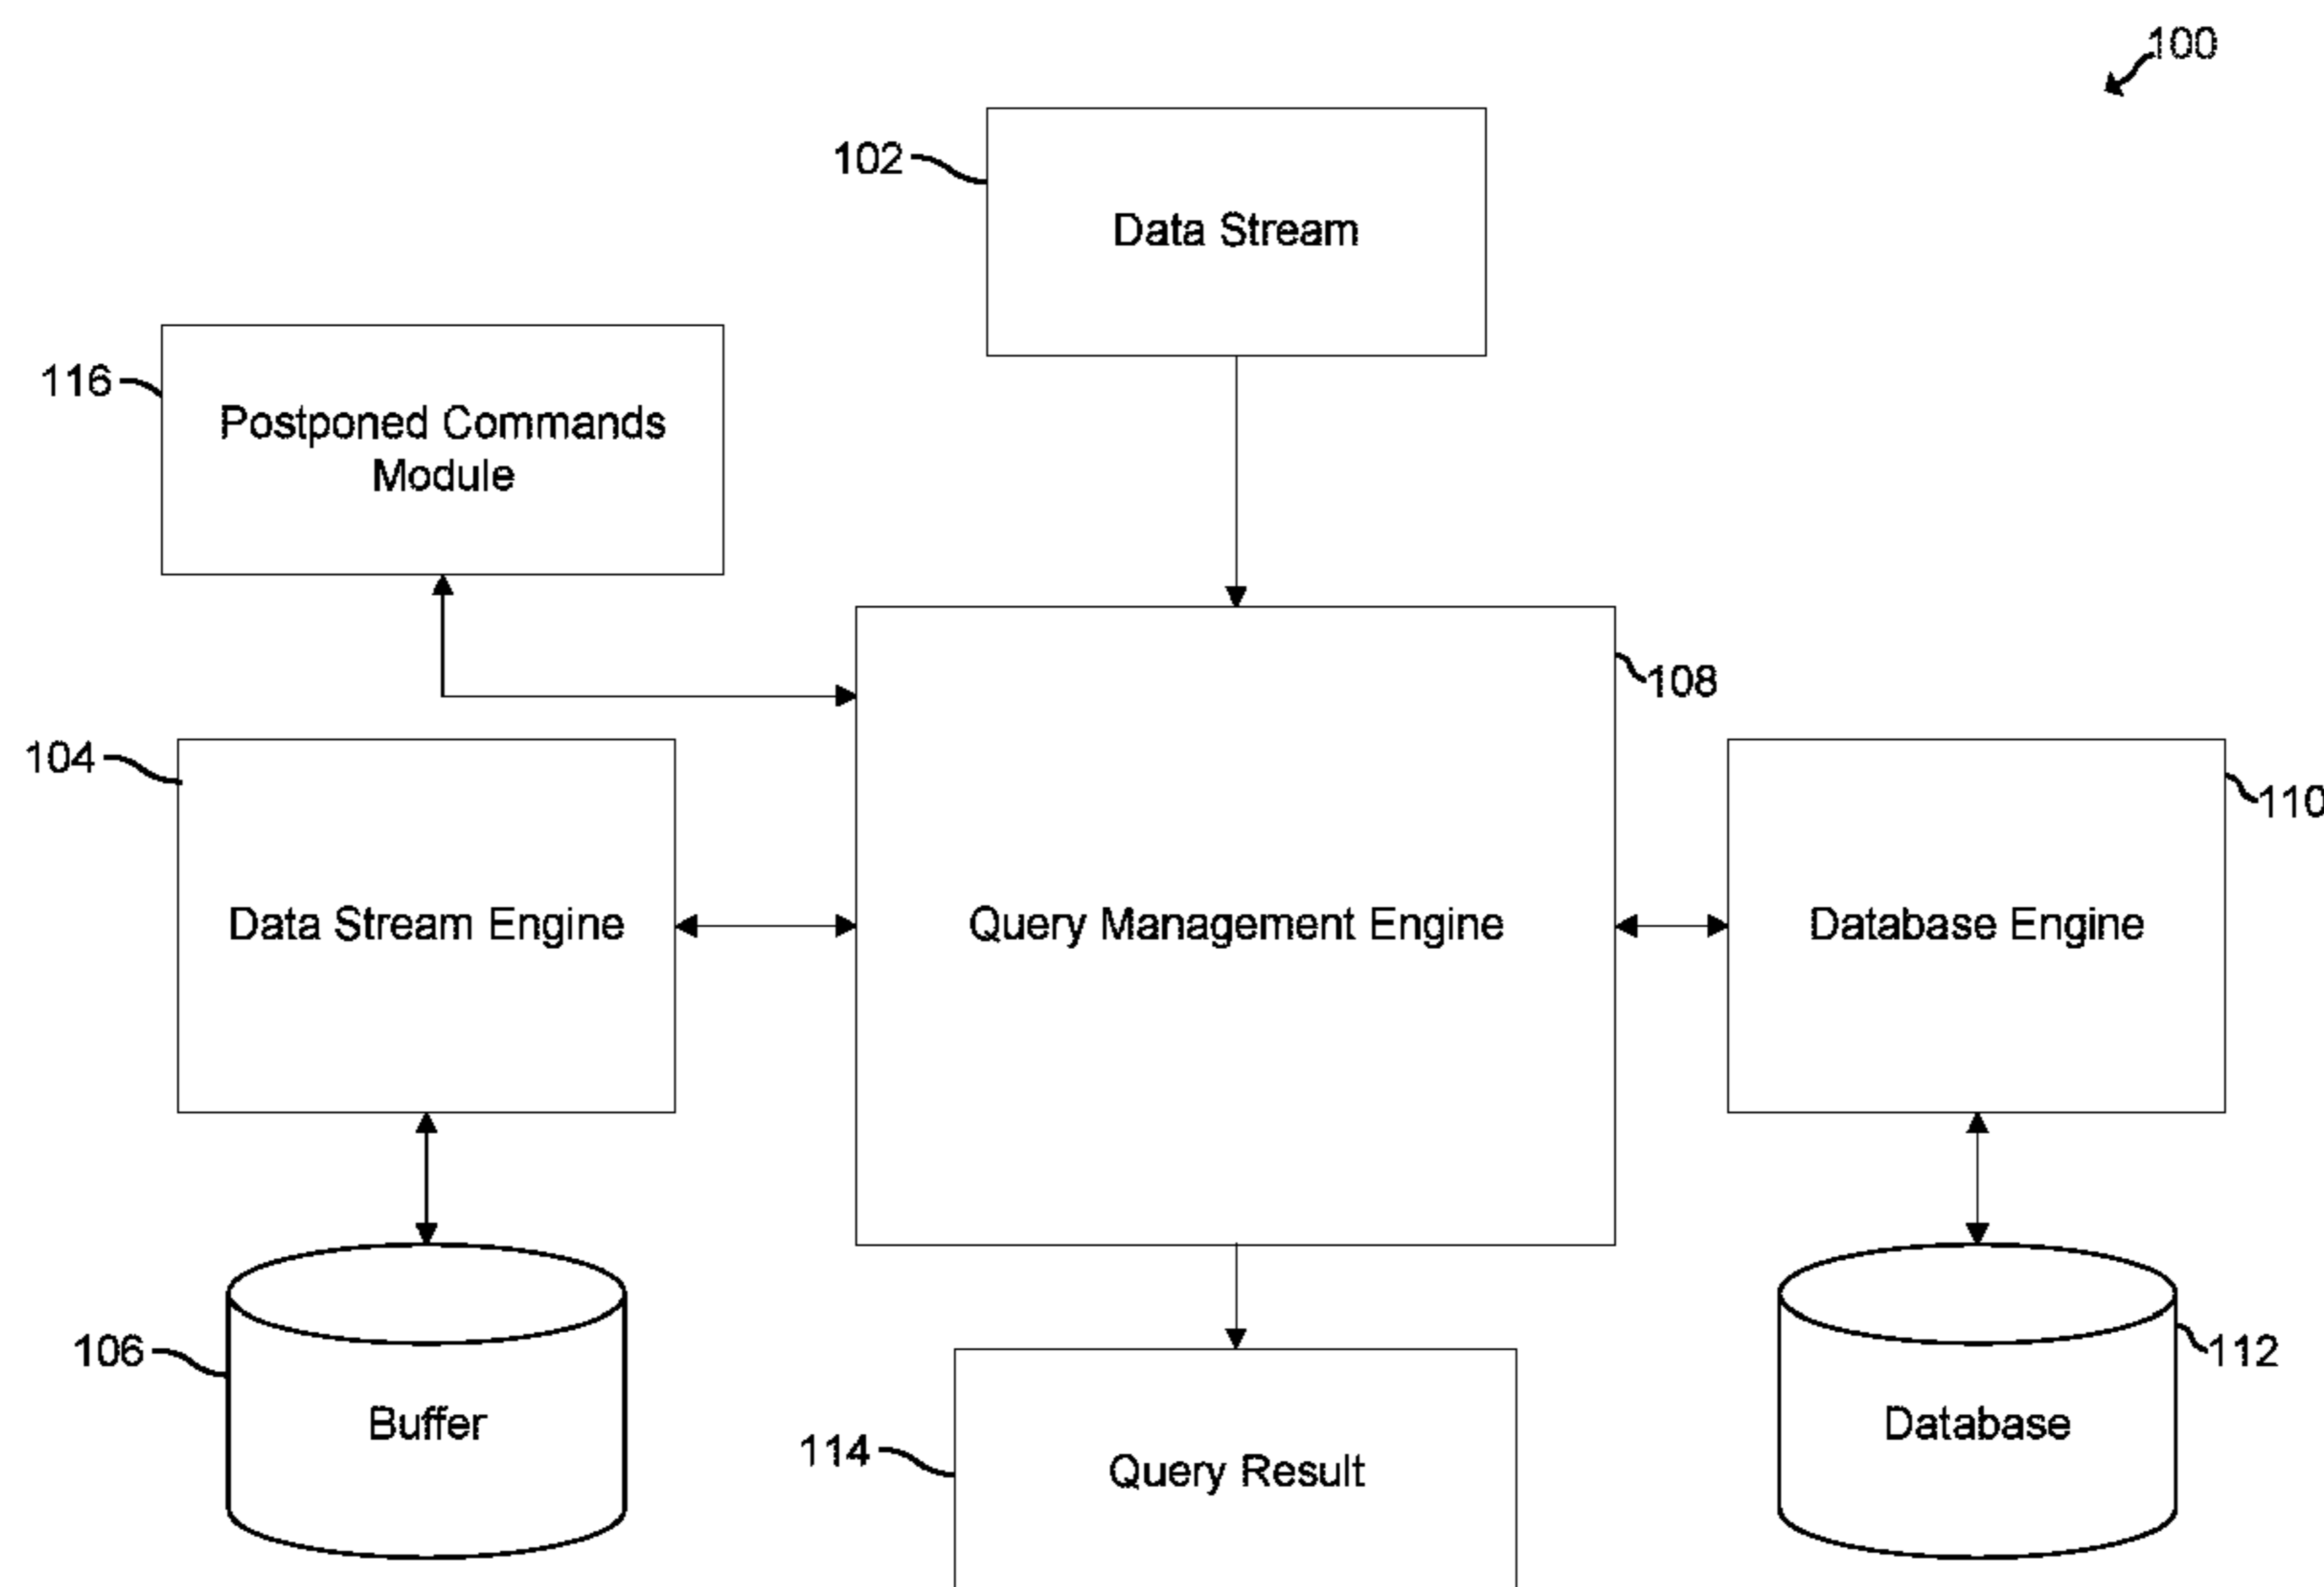 100
102
Data Stream
116
Postponed Commands
Module
108
104
110
Data Stream Engine
Query Management Engine
Database Engine
106
112
Buffer
Database
114
Query Result